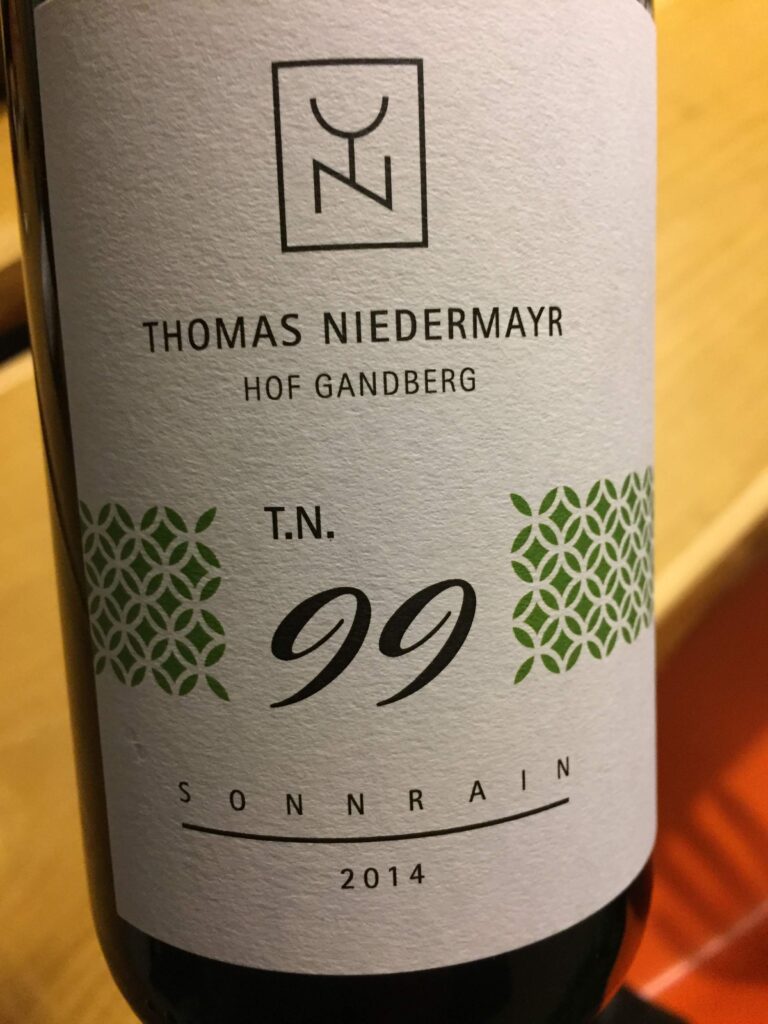 THOMAS NIEDERMAYR
HOF GANDBERG
T.N.
99
SONNRAIN
2014